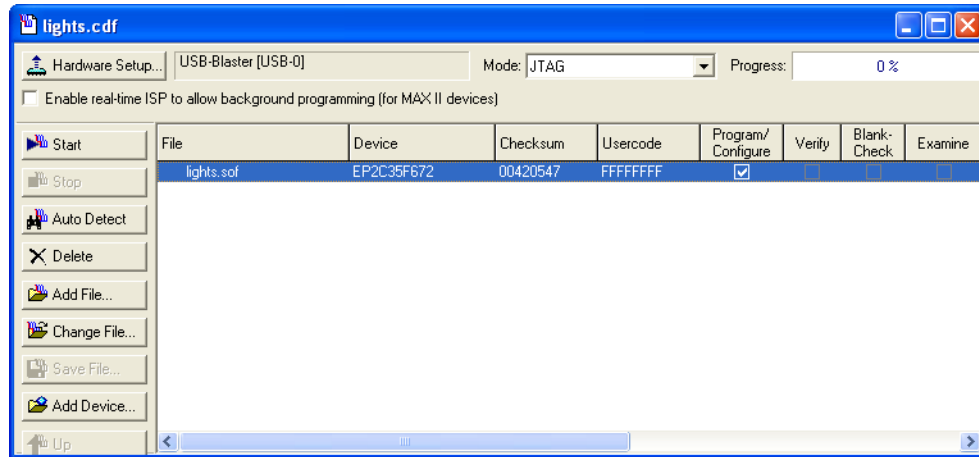 lights.cdf
Hardware Setup... USB-Blaster [USB-0] Mode: JTAG Progress: 0 %
Enable real-time ISP to allow background programming (for MAX II devices)
Start
Stop
Auto Detect
Delete
Add File...
Change File...
Save File...
Add Device...
Up
File Device Checksum Usercode Program/ Configure Verify Blank- Check Examine
lights.sof EP2C35F672 00420547 FFFFFFFF